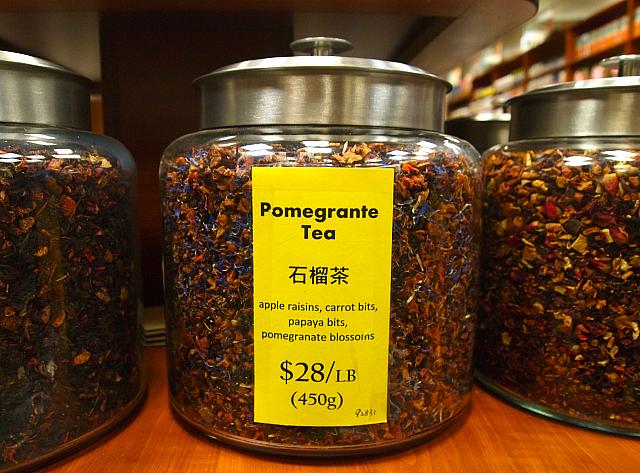 Pomegrante
Tea
石榴茶
apple raisins, carrot bits,
papaya bits,
pomegranate blossoms
$28/LB
(450g)